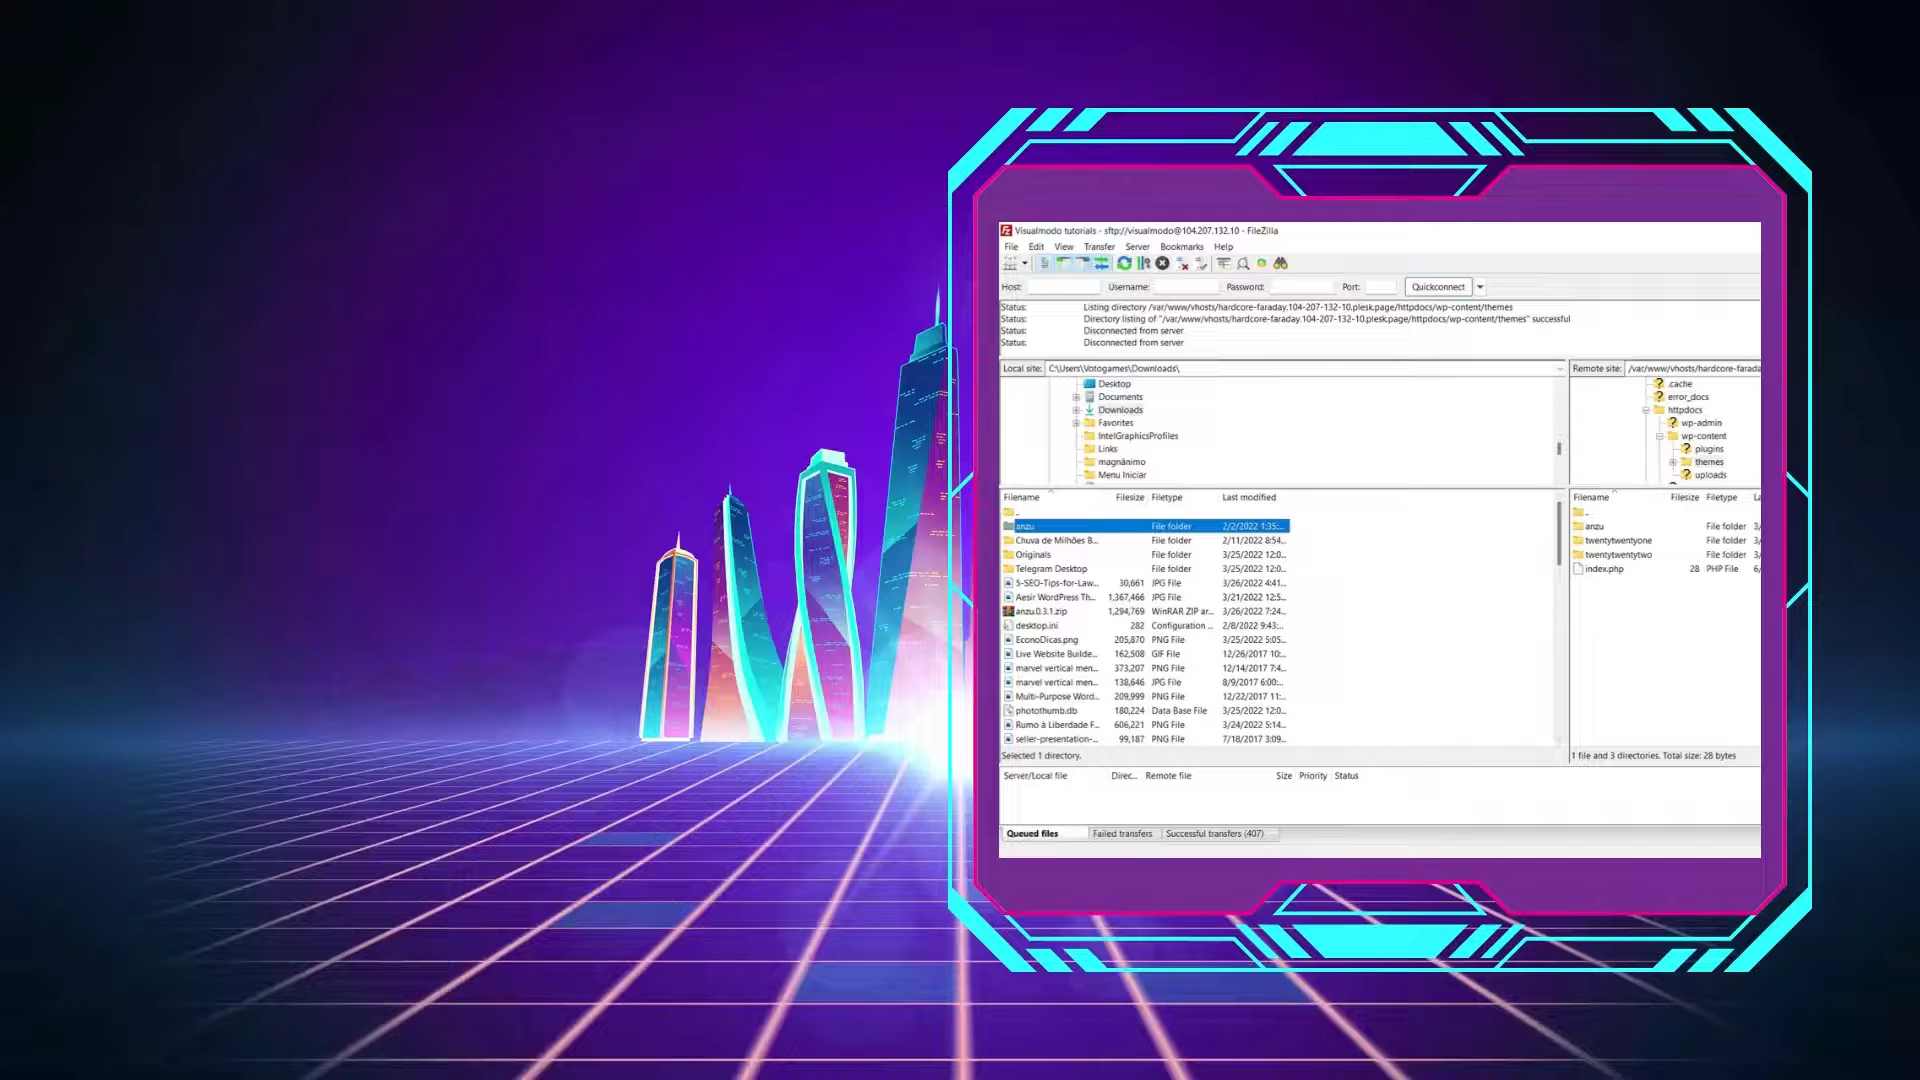 Visualmodo tutorials - sftp://visualmodo@104.207.132.10 - FileZilla
File Edit View Transfer Server Bookmarks Help
Host: Username: Password: Port: Quickconnect
Status: Listing directory /var/www/vhosts/hardcore-faraday.104-207-132-10.plesk.page/httpdocs/wp-content/themes
Status: Directory listing of "/var/www/vhosts/hardcore-faraday.104-207-132-10.plesk.page/httpdocs/wp-content/themes" successful
Status: Disconnected from server
Status: Disconnected from server
Local site: C:\Users\Votogames\Downloads\
Desktop
Documents
Downloads
Favorites
IntelGraphicsProfiles
Links
magnânimo
Menu Iniciar
Filename Filesize Filetype Last modified
..
anzu File folder 2/2/2022 1:35:...
Chuva de Milhões B... File folder 2/11/2022 8:54...
Originals File folder 3/25/2022 12:0...
Telegram Desktop File folder 3/25/2022 12:0...
5-SEO-Tips-for-Law... 30,661 JPG File 3/26/2022 4:41...
Aesir WordPress Th... 1,367,466 JPG File 3/21/2022 12:5...
anzu.0.3.1.zip 1,294,769 WinRAR ZIP ar... 3/26/2022 7:24...
desktop.ini 282 Configuration ... 2/8/2022 9:43:...
EconoDicas.png 205,870 PNG File 3/25/2022 5:05...
Live Website Builde... 162,508 GIF File 12/26/2017 10:...
marvel vertical men... 373,207 PNG File 12/14/2017 7:4...
marvel vertical men... 138,646 JPG File 8/9/2017 6:00:...
Multi-Purpose Word... 209,999 PNG File 12/22/2017 11:...
photothumb.db 180,224 Data Base File 3/25/2022 12:0...
Rumo à Liberdade F... 606,221 PNG File 3/24/2022 5:14...
seller-presentation-... 99,187 PNG File 7/18/2017 3:09...
Selected 1 directory.
Remote site: /var/www/vhosts/hardcore-farada
.cache
error_docs
httpdocs
wp-admin
wp-content
plugins
themes
uploads
Filename Filesize Filetype La
..
anzu File folder 3/
twentytwentyone File folder 3/
twentytwentytwo File folder 3/
index.php 28 PHP File 6/
1 file and 3 directories. Total size: 28 bytes
Server/Local file Direc... Remote file Size Priority Status
Queued files Failed transfers Successful transfers (407)